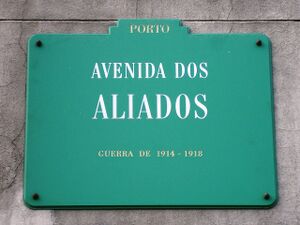 PORTO
AVENIDA DOS
ALIADOS
GUERRA DE 1914 - 1918